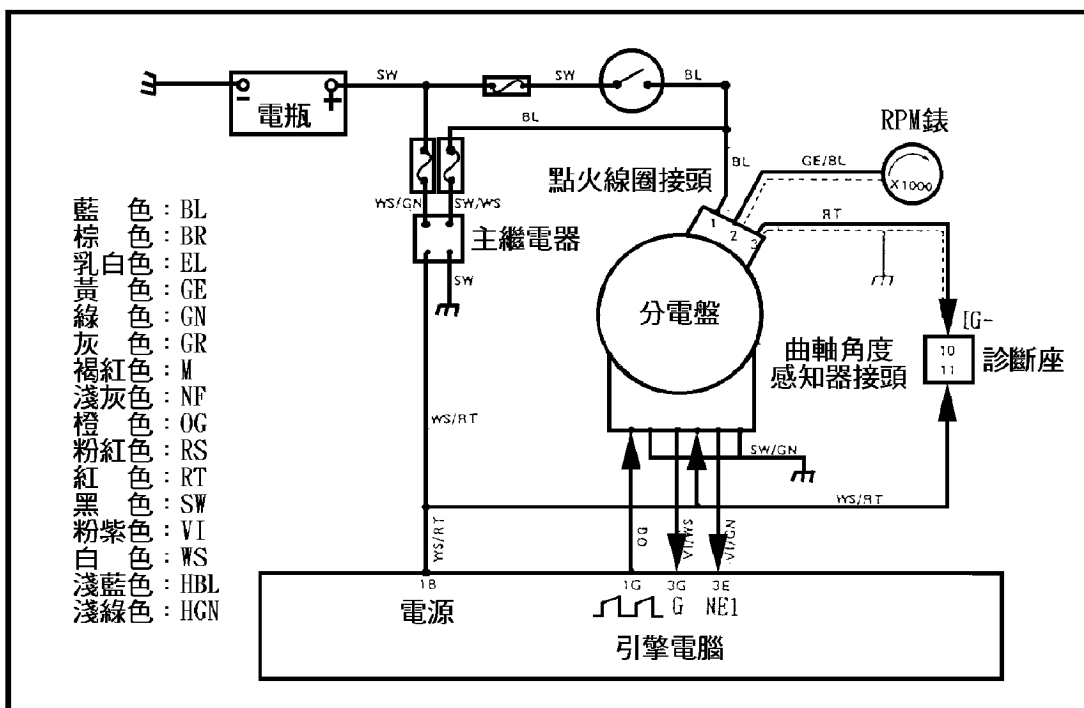 SW
SW
BL
電瓶
BL
RPM錶
BL
GE/BL
X1000
點火線圈接頭
WS/GN
SW/WS
1
2
3
RT
主繼電器
SW
分電盤
IG-
10
11
診斷座
曲軸角度
感知器接頭
藍 色:BL
棕 色:BR
乳白色:EL
黃 色:GE
綠 色:GN
灰 色:GR
褐紅色:M
淺灰色:NF
橙 色:OG
粉紅色:RS
紅 色:RT
黑 色:SW
粉紫色:VI
白 色:WS
淺藍色:HBL
淺綠色:HGN
WS/RT
SW/GN
WS/RT
WS/RT
OG
VI/WS
VI/GN
1B
1G
3G
3E
電源
G
NE1
引擎電腦